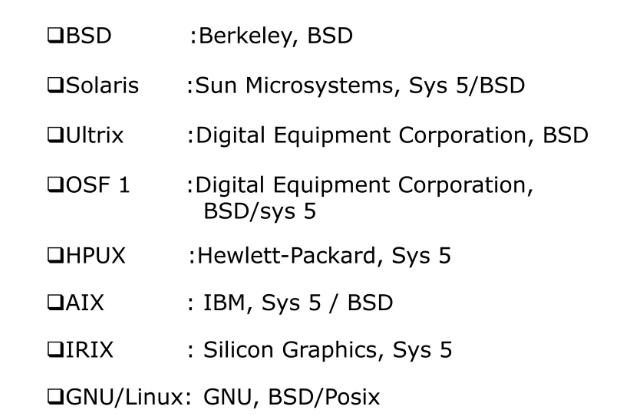 ❑BSD :Berkeley, BSD
❑Solaris :Sun Microsystems, Sys 5/BSD
❑Ultrix :Digital Equipment Corporation, BSD
❑OSF 1 :Digital Equipment Corporation,
BSD/sys 5
❑HPUX :Hewlett-Packard, Sys 5
❑AIX : IBM, Sys 5 / BSD
❑IRIX : Silicon Graphics, Sys 5
❑GNU/Linux: GNU, BSD/Posix